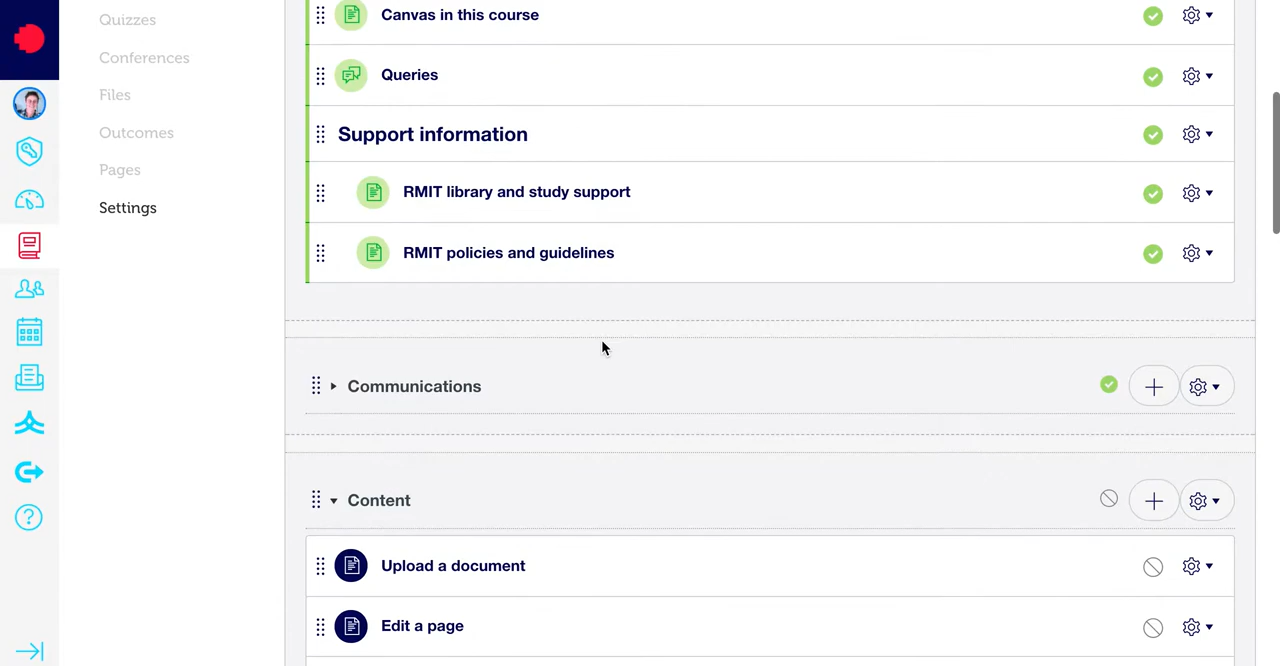 Quizzes
Conferences
Files
Outcomes
Pages
Settings
Canvas in this course
Queries
Support information
RMIT library and study support
RMIT policies and guidelines
Communications
Content
Upload a document
Edit a page